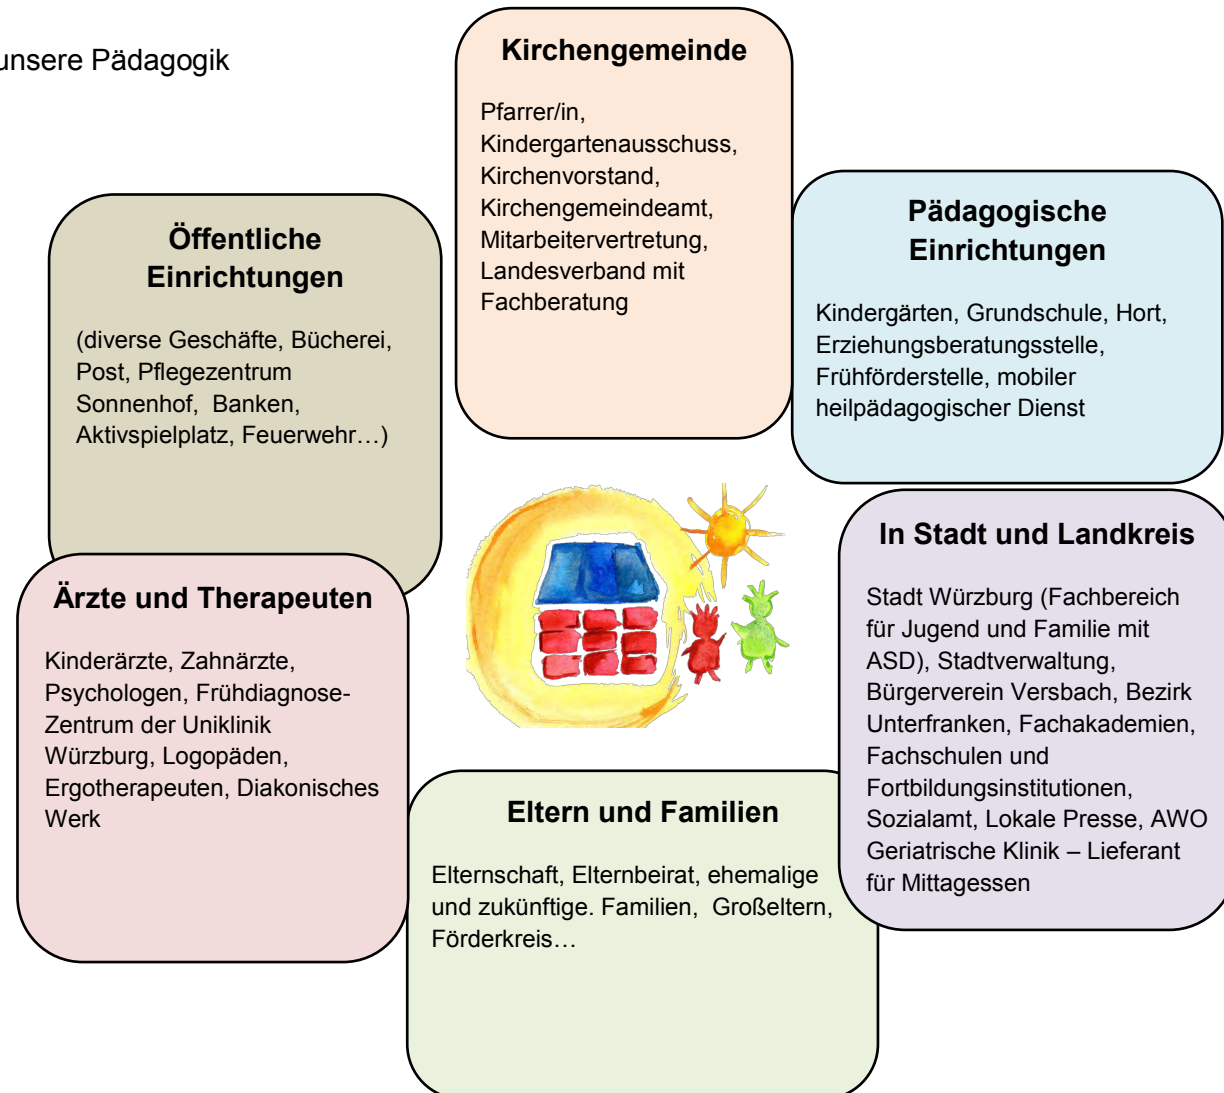 unsere Pädagogik
Kirchengemeinde
Pfarrer/in,
Kindergartenausschuss,
Kirchenvorstand,
Kirchengemeindeamt,
Mitarbeitervertretung,
Landesverband mit
Fachberatung
Öffentliche
Einrichtungen
(diverse Geschäfte, Bücherei,
Post, Pflegezentrum
Sonnenhof,  Banken,
Aktivspielplatz, Feuerwehr…)
Pädagogische
Einrichtungen
Kindergärten, Grundschule, Hort,
Erziehungsberatungsstelle,
Frühförderstelle, mobiler
heilpädagogischer Dienst
Ärzte und Therapeuten
Kinderärzte, Zahnärzte,
Psychologen, Frühdiagnose-
Zentrum der Uniklinik
Würzburg, Logopäden,
Ergotherapeuten, Diakonisches
Werk
In Stadt und Landkreis
Stadt Würzburg (Fachbereich
für Jugend und Familie mit
ASD), Stadtverwaltung,
Bürgerverein Versbach, Bezirk
Unterfranken, Fachakademien,
Fachschulen und
Fortbildungsinstitutionen,
Sozialamt, Lokale Presse, AWO
Geriatrische Klinik – Lieferant
für Mittagessen
Eltern und Familien
Elternschaft, Elternbeirat, ehemalige
und zukünftige. Familien,  Großeltern,
Förderkreis…